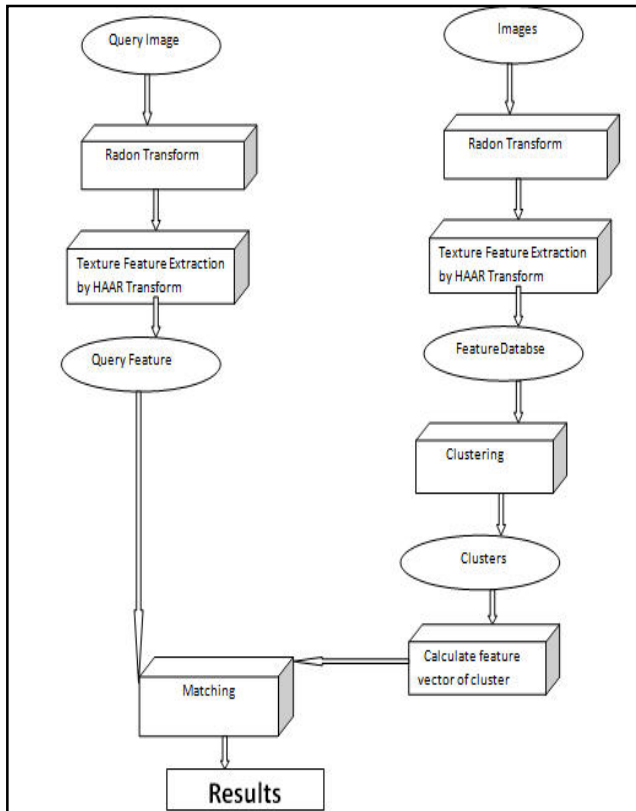 Query Image
Radon Transform
Texture Feature Extraction
by HAAR Transform
Query Feature
Images
Radon Transform
Texture Feature Extraction
by HAAR Transform
FeatureDatabse
Clustering
Clusters
Calculate feature
vector of cluster
Matching
Results